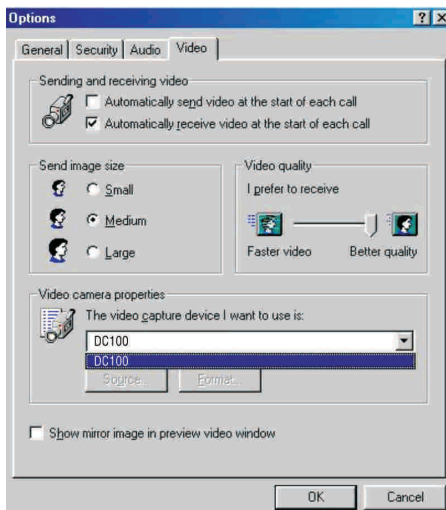 Options
General Security Audio Video
Sending and receiving video
Automatically send video at the start of each call
Automatically receive video at the start of each call
Send image size
Small
Medium
Large
Video quality
I prefer to receive
Faster video Better quality
Video camera properties
The video capture device I want to use is:
DC100
DC100
Source... Format...
Show mirror image in preview video window
OK Cancel